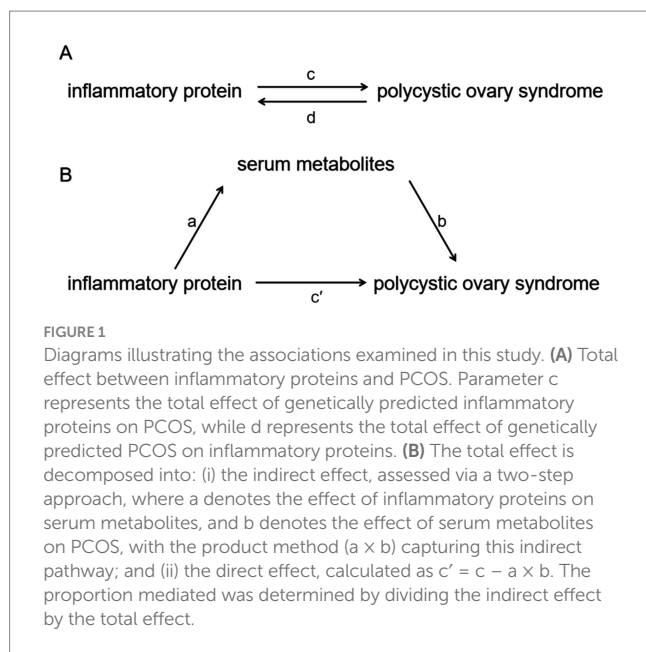 A
c
inflammatory protein polycystic ovary syndrome
d
serum metabolites
B
a b
inflammatory protein polycystic ovary syndrome
c′
FIGURE 1
Diagrams illustrating the associations examined in this study. (A) Total
effect between inflammatory proteins and PCOS. Parameter c
represents the total effect of genetically predicted inflammatory
proteins on PCOS, while d represents the total effect of genetically
predicted PCOS on inflammatory proteins. (B) The total effect is
decomposed into: (i) the indirect effect, assessed via a two-step
approach, where a denotes the effect of inflammatory proteins on
serum metabolites, and b denotes the effect of serum metabolites
on PCOS, with the product method (a × b) capturing this indirect
pathway; and (ii) the direct effect, calculated as c′ = c – a × b. The
proportion mediated was determined by dividing the indirect effect
by the total effect.